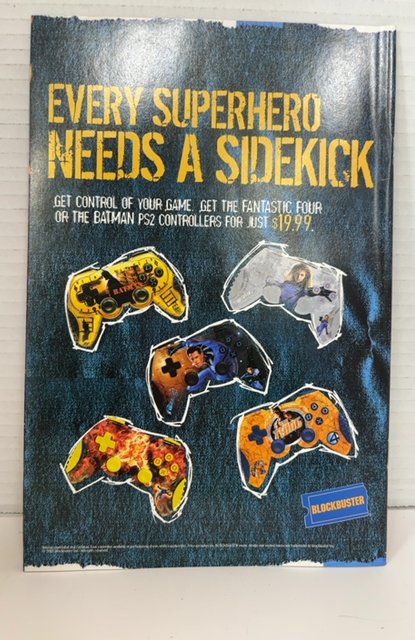 EVERY SUPERHERO
NEEDS A SIDEKICK
GET CONTROL OF YOUR GAME. GET THE FANTASTIC FOUR
OR THE BATMAN PS2 CONTROLLERS FOR JUST $19.99.
BLOCKBUSTER